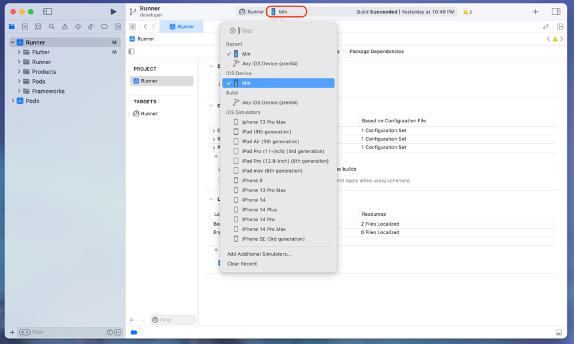 Runner
developer
Runner
Min
Build Succeeded | Yesterday at 10:49 PM
2
Runner
Runner
M
Flutter
M
Runner
Products
Pods
Frameworks
Pods
Runner
PROJECT
Runner
TARGETS
Runner
Package Dependencies
Filter
Recent
Min
Any iOS Device (arm64)
iOS Device
Min
Build
Any iOS Device (arm64)
iOS Simulators
Iphone 13 Pro Max
iPad (9th generation)
iPad Air (5th generation)
iPad Pro (11-inch) (3rd generation)
iPad Pro (12.9-inch) (5th generation)
iPad mini (6th generation)
iPhone 8
iPhone 13 Pro Max
iPhone 14
iPhone 14 Plus
iPhone 14 Pro
iPhone 14 Pro Max
iPhone SE (3rd generation)
Add Additional Simulators...
Clear Recent
Based on Configuration File
1 Configuration Set
1 Configuration Set
1 Configuration Set
e builds
not apply when using schemes)
Resources
2 Files Localized
0 Files Localized
Filter
Filter